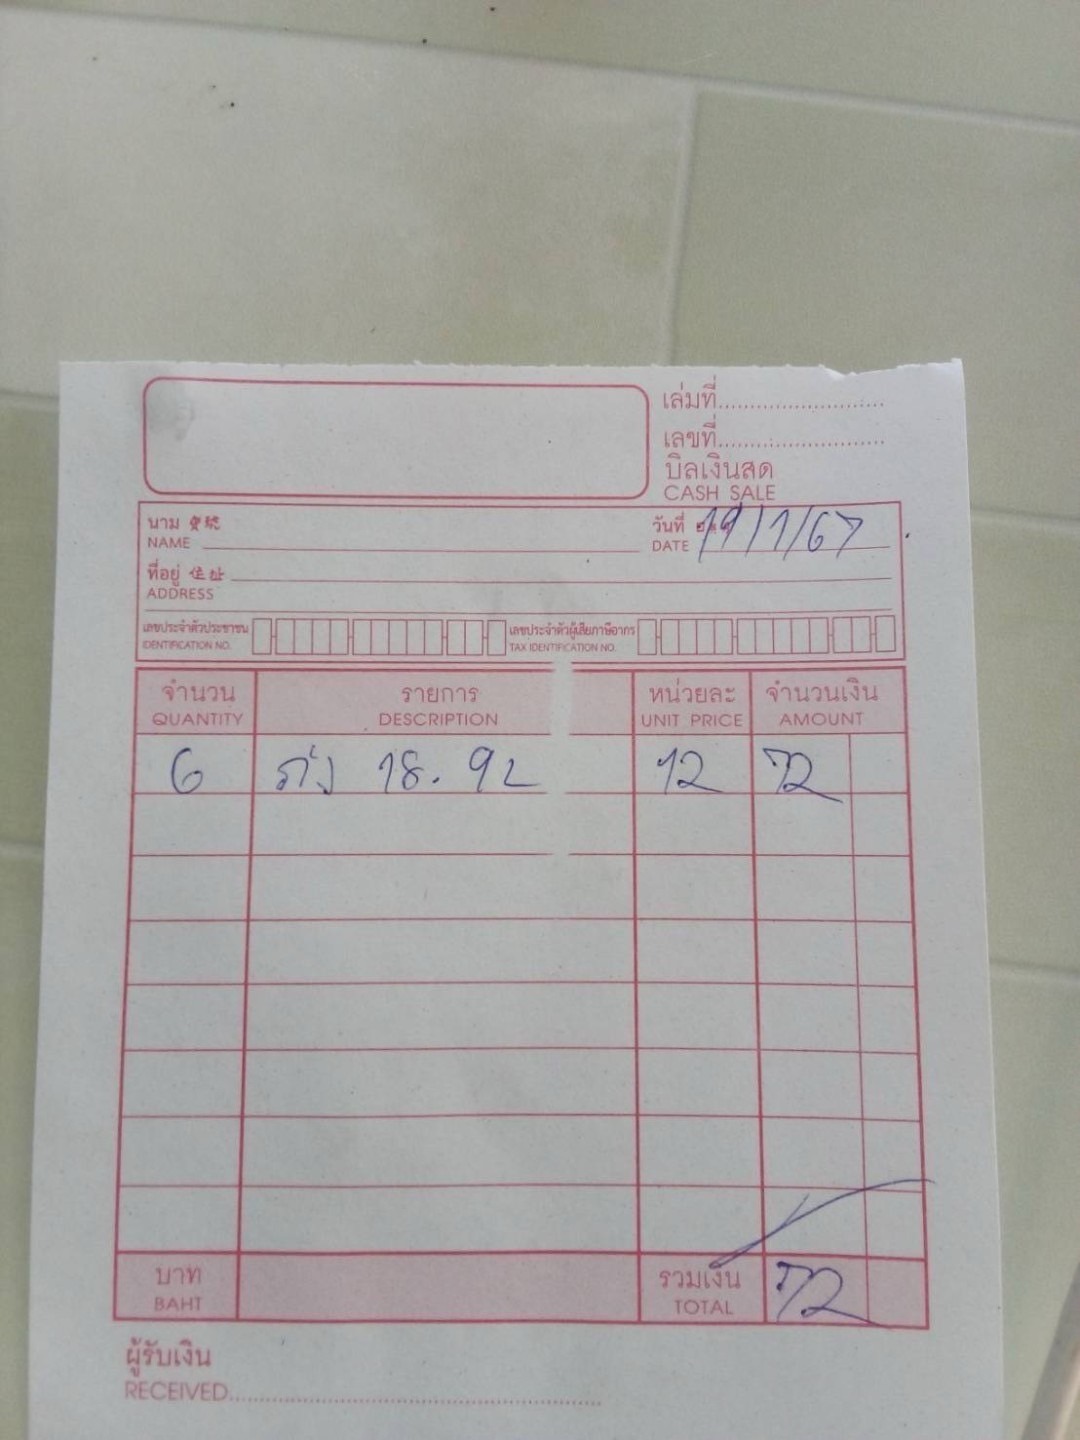 เล่มที่
เลขที่
บิลเงินสด
CASH SALE
นาม
NAME
วันที่ 19/1/67
DATE
ที่อยู่ 住址
ADDRESS
เลขประจำตัวประชาชน
IDENTIFICATION NO.
เลขประจำตัวผู้เสียภาษีอากร
TAX IDENTIFICATION NO.
จำนวน รายการ หน่วยละ จำนวนเงิน
QUANTITY DESCRIPTION UNIT PRICE AMOUNT
6 18. 9L 12 72
บาท รวมเงิน 72
BAHT TOTAL
ผู้รับเงิน
RECEIVED